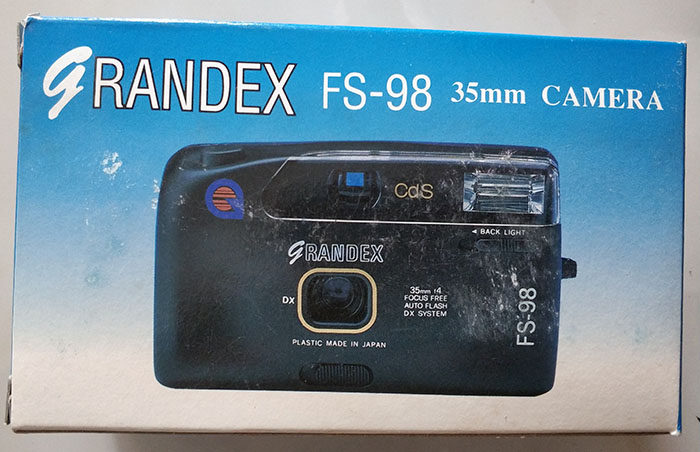 GRANDEX FS-98 35mm CAMERA
CdS
◄ BACK LIGHT
GRANDEX
DX
35mm f4
FOCUS FREE
AUTO FLASH
DX SYSTEM
PLASTIC MADE IN JAPAN
FS-98